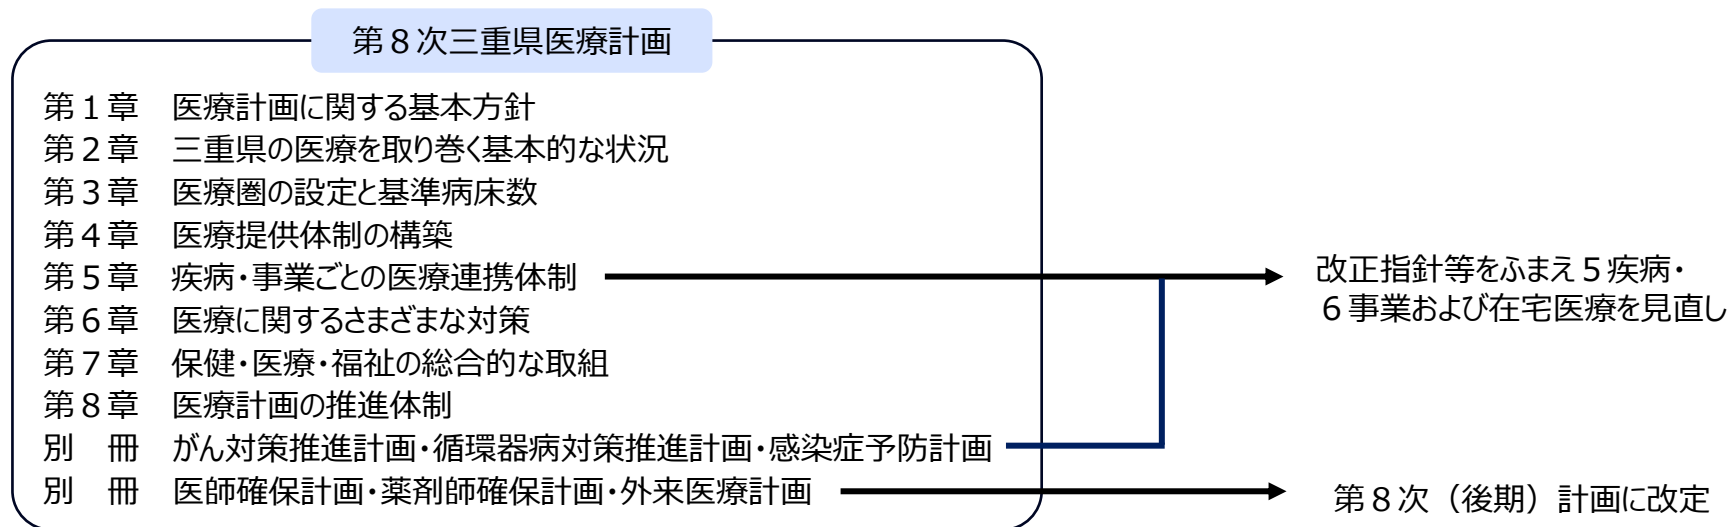 第８次三重県医療計画
第１章　医療計画に関する基本方針
第２章　三重県の医療を取り巻く基本的な状況
第３章　医療圏の設定と基準病床数
第４章　医療提供体制の構築
第５章　疾病・事業ごとの医療連携体制
第６章　医療に関するさまざまな対策
第７章　保健・医療・福祉の総合的な取組
第８章　医療計画の推進体制
別　冊　がん対策推進計画・循環器病対策推進計画・感染症予防計画
別　冊　医師確保計画・薬剤師確保計画・外来医療計画
改正指針等をふまえ５疾病・
６事業および在宅医療を見直し
第８次（後期）計画に改定